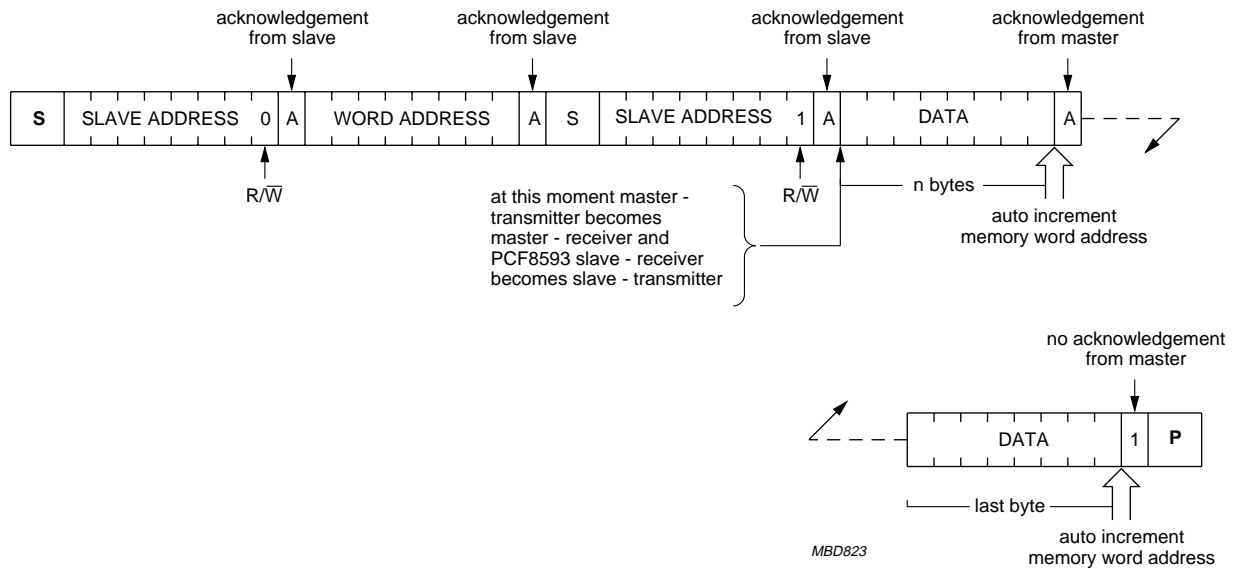 acknowledgement
from slave
acknowledgement
from slave
acknowledgement
from slave
acknowledgement
from master
S SLAVE ADDRESS 0 A WORD ADDRESS A S SLAVE ADDRESS 1 A DATA A
R/W̅
R/W̅
at this moment master -
transmitter becomes
master - receiver and
PCF8593 slave - receiver
becomes slave - transmitter
n bytes
auto increment
memory word address
no acknowledgement
from master
DATA 1 P
last byte
auto increment
memory word address
MBD823